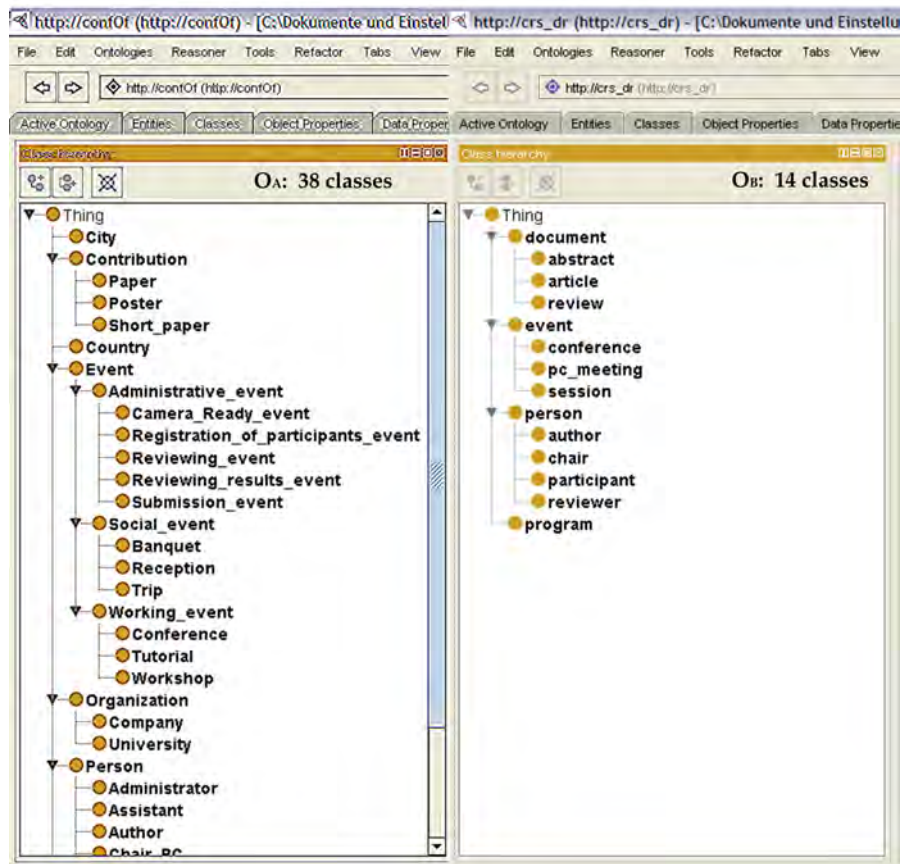 http://confOf (http://confOf) - [C:\Dokumente und Einstel
File Edit Ontologies Reasoner Tools Refactor Tabs View
http://confOf (http://confOf)
Active Ontology Entities Classes Object Properties Data Proper
Class hierarchy
OA: 38 classes
Thing
City
Contribution
Paper
Poster
Short_paper
Country
Event
Administrative_event
Camera_Ready_event
Registration_of_participants_event
Reviewing_event
Reviewing_results_event
Submission_event
Social_event
Banquet
Reception
Trip
Working_event
Conference
Tutorial
Workshop
Organization
Company
University
Person
Administrator
Assistant
Author
Chair_PC
http://crs_dr (http://crs_dr) - [C:\Dokumente und Einstellu
File Edit Ontologies Reasoner Tools Refactor Tabs View
http://crs_dr (http://crs_dr)
Active Ontology Entities Classes Object Properties Data Propertie
Class hierarchy
OB: 14 classes
Thing
document
abstract
article
review
event
conference
pc_meeting
session
person
author
chair
participant
reviewer
program